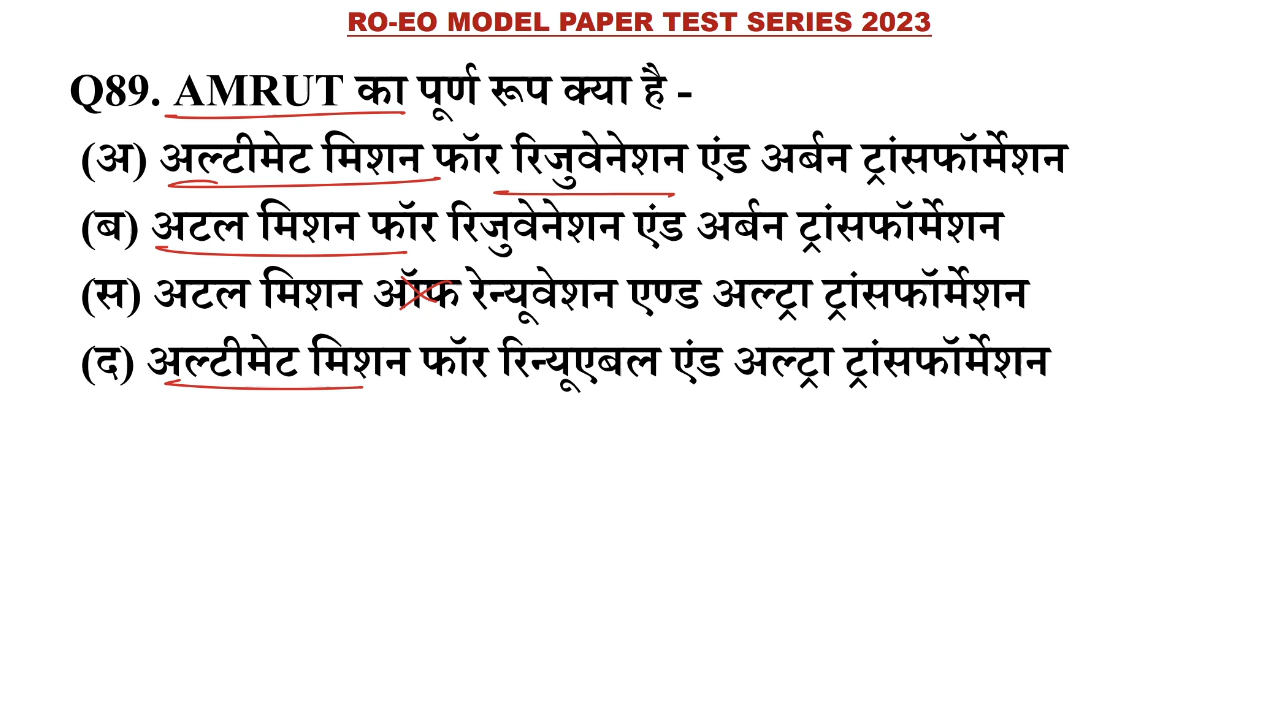 RO-EO MODEL PAPER TEST SERIES 2023
Q89. AMRUT का पूर्ण रूप क्या है -
(अ) अल्टीमेट मिशन फॉर रिजुवेनेशन एंड अर्बन ट्रांसफॉर्मेशन
(ब) अटल मिशन फॉर रिजुवेनेशन एंड अर्बन ट्रांसफॉर्मेशन
(स) अटल मिशन ऑफ रेन्यूवेशन एण्ड अल्ट्रा ट्रांसफॉर्मेशन
(द) अल्टीमेट मिशन फॉर रिन्यूएबल एंड अल्ट्रा ट्रांसफॉर्मेशन